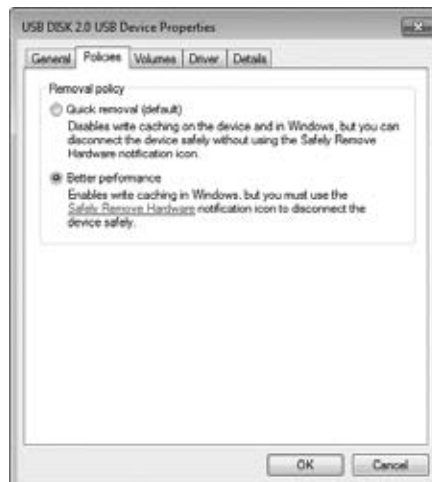 USB DISK 2.0 USB Device Properties
General Policies Volumes Driver Details
Removal policy
Quick removal (default)
Disables write caching on the device and in Windows, but you can
disconnect the device safely without using the Safely Remove
Hardware notification icon.
Better performance
Enables write caching in Windows, but you must use the
Safely Remove Hardware notification icon to disconnect the
device safely.
OK Cancel